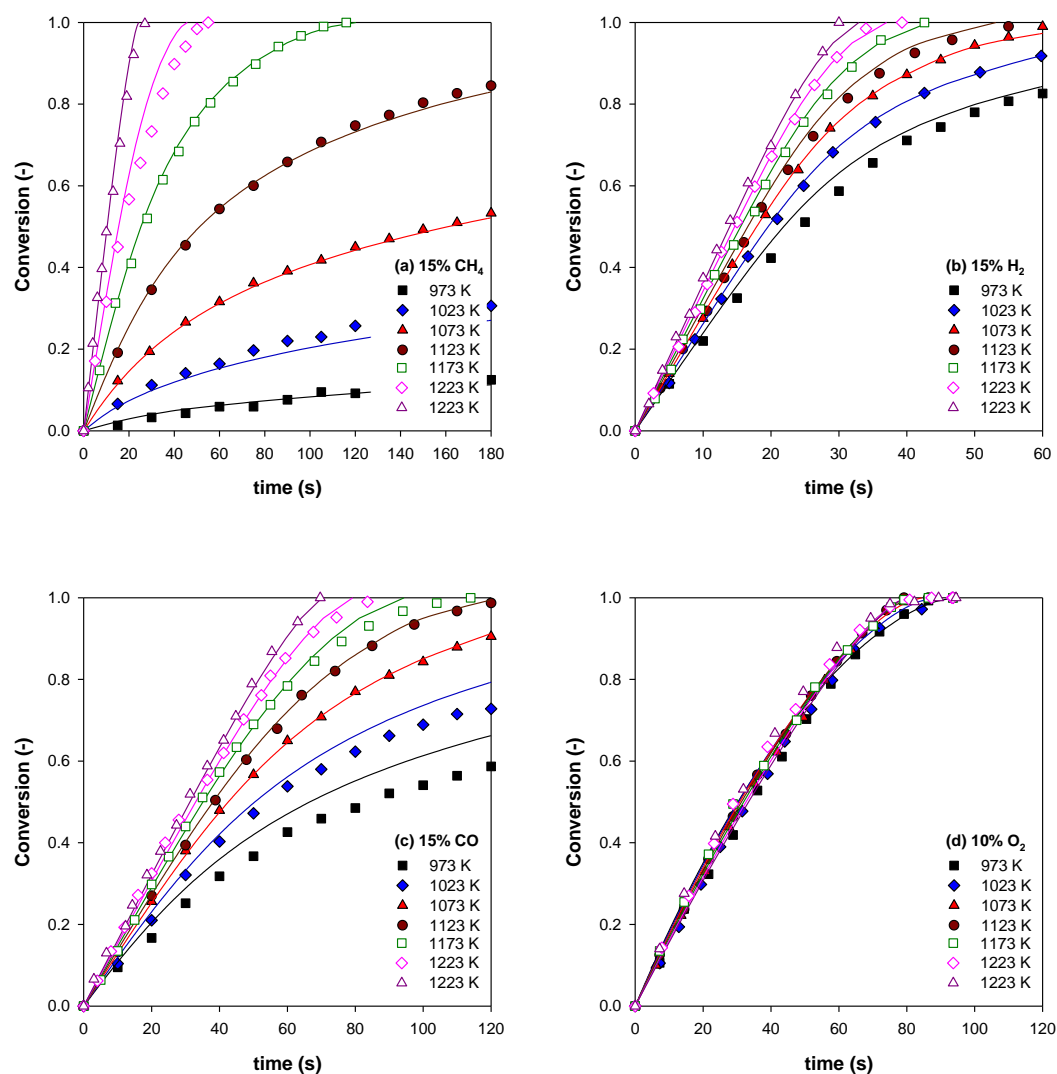 Conversion (-)
1.0
0.8
0.6
0.4
0.2
0.0
0 20 40 60 80 100 120 140 160 180
time (s)
(a) 15% CH4
973 K
1023 K
1073 K
1123 K
1173 K
1223 K
1223 K
Conversion (-)
1.0
0.8
0.6
0.4
0.2
0.0
0 10 20 30 40 50 60
time (s)
(b) 15% H2
973 K
1023 K
1073 K
1123 K
1173 K
1223 K
1223 K
Conversion (-)
1.0
0.8
0.6
0.4
0.2
0.0
0 20 40 60 80 100 120
time (s)
(c) 15% CO
973 K
1023 K
1073 K
1123 K
1173 K
1223 K
1223 K
Conversion (-)
1.0
0.8
0.6
0.4
0.2
0.0
0 20 40 60 80 100 120
time (s)
(d) 10% O2
973 K
1023 K
1073 K
1123 K
1173 K
1223 K
1223 K